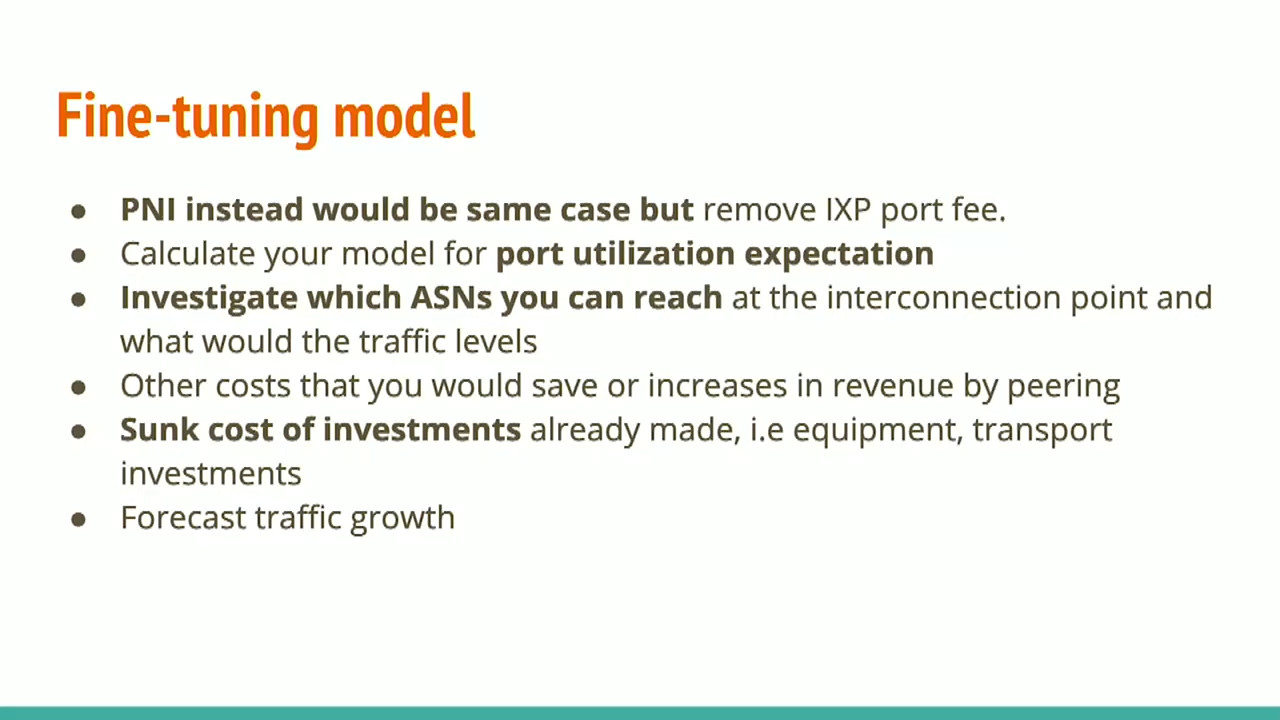 Fine-tuning model
● PNI instead would be same case but remove IXP port fee.
● Calculate your model for port utilization expectation
● Investigate which ASNs you can reach at the interconnection point and
what would the traffic levels
● Other costs that you would save or increases in revenue by peering
● Sunk cost of investments already made, i.e equipment, transport
investments
● Forecast traffic growth